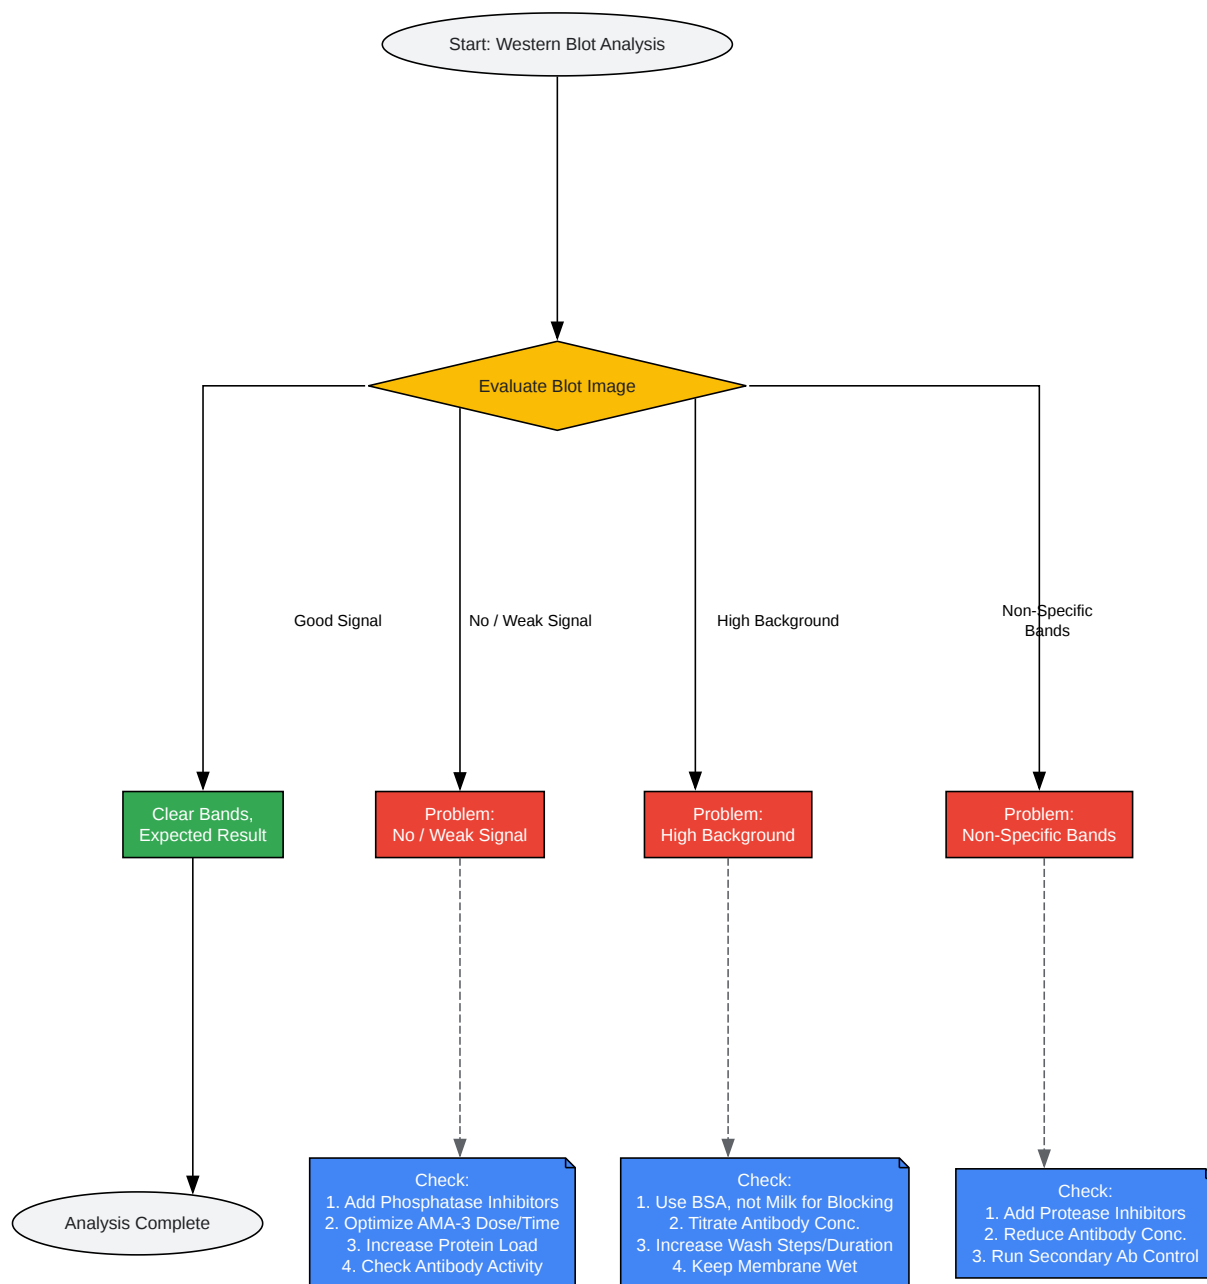 Start: Western Blot Analysis
Evaluate Blot Image
Good Signal
No / Weak Signal
High Background
Non-Specific
Bands
Clear Bands,
Expected Result
Problem:
No / Weak Signal
Problem:
High Background
Problem:
Non-Specific Bands
Analysis Complete
Check:
1. Add Phosphatase Inhibitors
2. Optimize AMA-3 Dose/Time
3. Increase Protein Load
4. Check Antibody Activity
Check:
1. Use BSA, not Milk for Blocking
2. Titrate Antibody Conc.
3. Increase Wash Steps/Duration
4. Keep Membrane Wet
Check:
1. Add Protease Inhibitors
2. Reduce Antibody Conc.
3. Run Secondary Ab Control